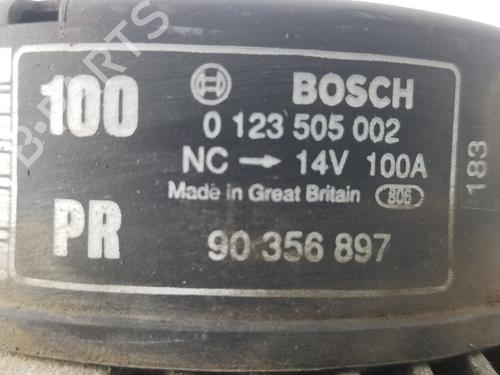 100
BOSCH
0 123 505 002
NC → 14V 100A
Made in Great Britain 806
183
PR
90 356 897
B-PARTS